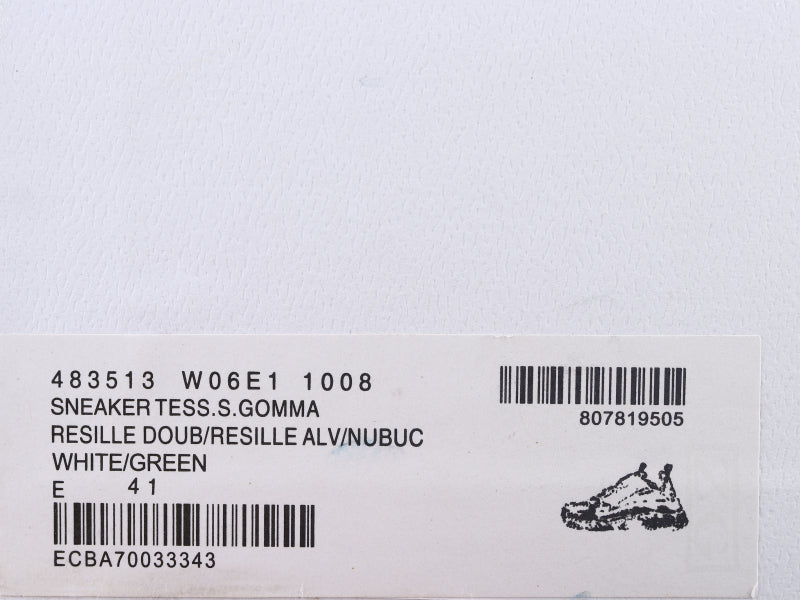 483513 W06E1 1008
SNEAKER TESS.S.GOMMA
RESILLE DOUB/RESILLE ALV/NUBUC
WHITE/GREEN
E 41
ECBA70033343
807819505